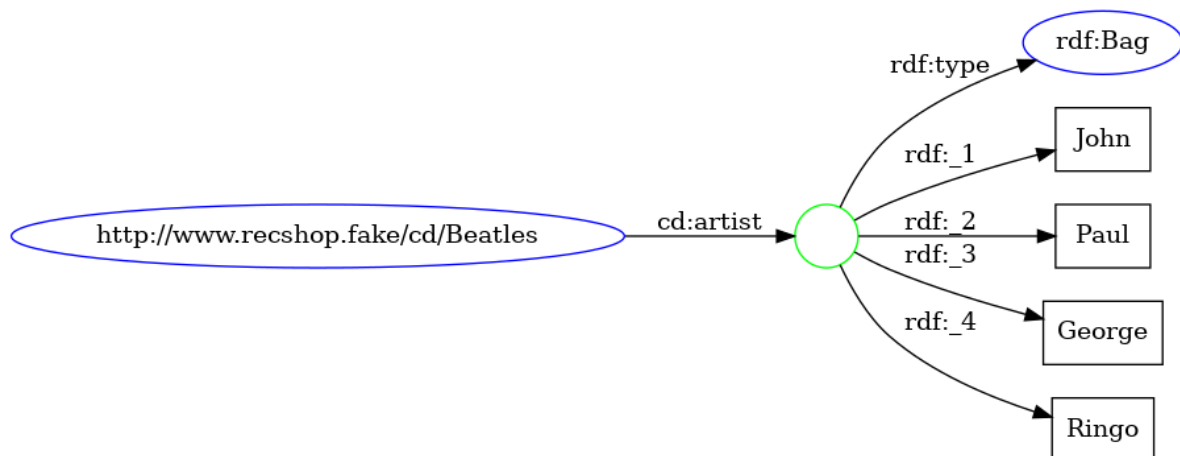 rdf:Bag
rdf:type
John
rdf:_1
http://www.recshop.fake/cd/Beatles
cd:artist
rdf:_2
Paul
rdf:_3
George
rdf:_4
Ringo